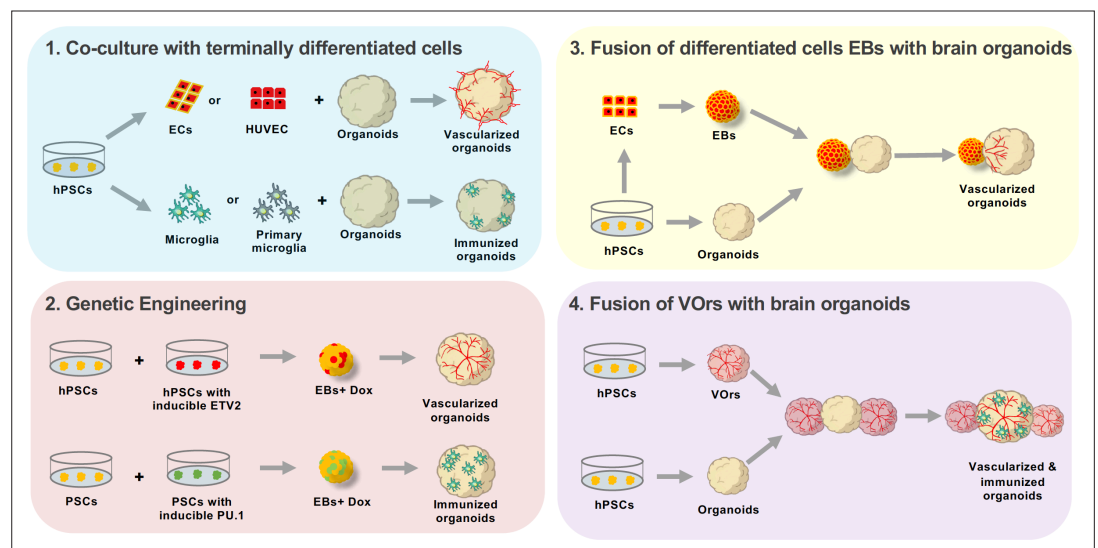 1. Co-culture with terminally differentiated cells
ECs
or
HUVEC
+
Organoids
Vascularized
organoids
hPSCs
Microglia
or
Primary
microglia
+
Organoids
Immunized
organoids
2. Genetic Engineering
hPSCs
+
hPSCs with
inducible ETV2
EBs+ Dox
Vascularized
organoids
PSCs
+
PSCs with
inducible PU.1
EBs+ Dox
Immunized
organoids
3. Fusion of differentiated cells EBs with brain organoids
ECs
EBs
hPSCs
Organoids
Vascularized
organoids
4. Fusion of VOrs with brain organoids
hPSCs
VOrs
hPSCs
Organoids
Vascularized &
immunized
organoids